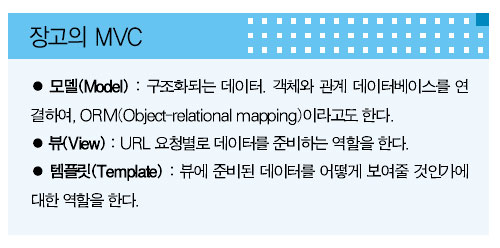 장고의 MVC
● 모델(Model) : 구조화되는 데이터. 객체와 관계 데이터베이스를 연
결하여, ORM(Object-relational mapping)이라고도 한다.
● 뷰(View) : URL 요청별로 데이터를 준비하는 역할을 한다.
● 템플릿(Template) : 뷰에 준비된 데이터를 어떻게 보여줄 것인가에
대한 역할을 한다.